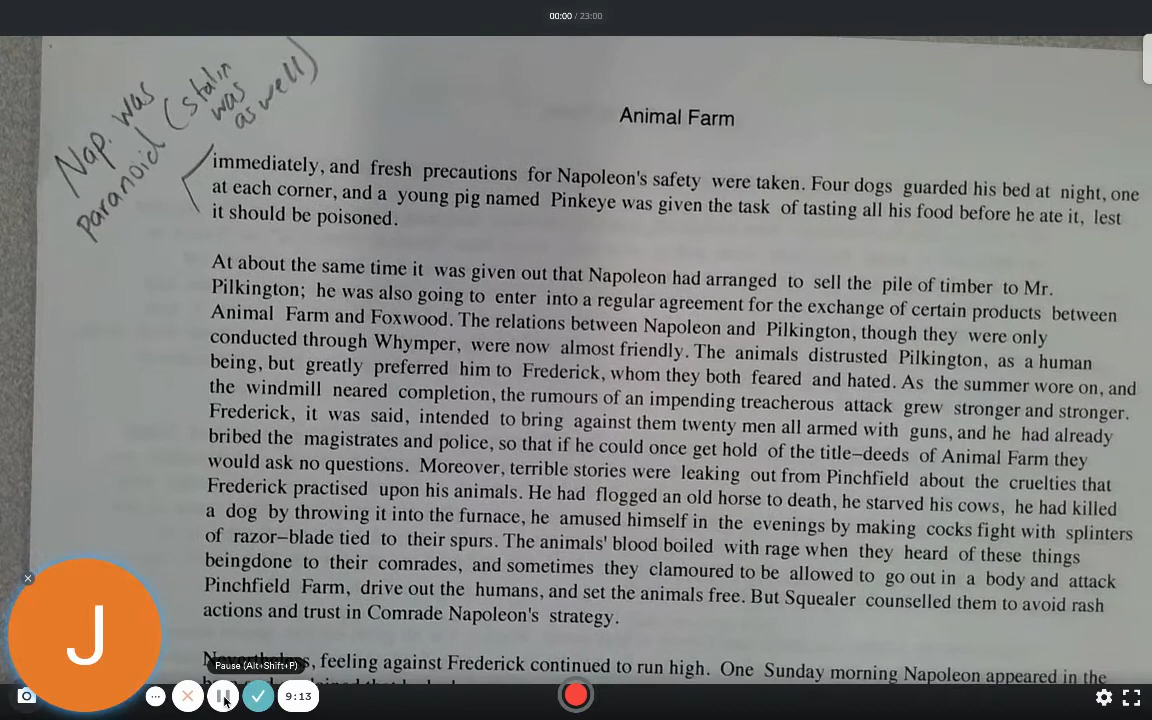 00:00 / 23:00
Nap. was
paranoid (stalin
was
as well)
Animal Farm
immediately, and fresh precautions for Napoleon's safety were taken. Four dogs guarded his bed at night, one
at each corner, and a young pig named Pinkeye was given the task of tasting all his food before he ate it, lest
it should be poisoned.
At about the same time it was given out that Napoleon had arranged to sell the pile of timber to Mr.
Pilkington; he was also going to enter into a regular agreement for the exchange of certain products between
Animal Farm and Foxwood. The relations between Napoleon and Pilkington, though they were only
conducted through Whymper, were now almost friendly. The animals distrusted Pilkington, as a human
being, but greatly preferred him to Frederick, whom they both feared and hated. As the summer wore on, and
the windmill neared completion, the rumours of an impending treacherous attack grew stronger and stronger.
Frederick, it was said, intended to bring against them twenty men all armed with guns, and he had already
bribed the magistrates and police, so that if he could once get hold of the title-deeds of Animal Farm they
would ask no questions. Moreover, terrible stories were leaking out from Pinchfield about the cruelties that
Frederick practised upon his animals. He had flogged an old horse to death, he starved his cows, he had killed
a dog by throwing it into the furnace, he amused himself in the evenings by making cocks fight with splinters
of razor-blade tied to their spurs. The animals' blood boiled with rage when they heard of these things
beingdone to their comrades, and sometimes they clamoured to be allowed to go out in a body and attack
Pinchfield Farm, drive out the humans, and set the animals free. But Squealer counselled them to avoid rash
actions and trust in Comrade Napoleon's strategy.
feeling against Frederick continued to run high. One Sunday morning Napoleon appeared in the
J
Pause (Alt+Shift+P)
9:13